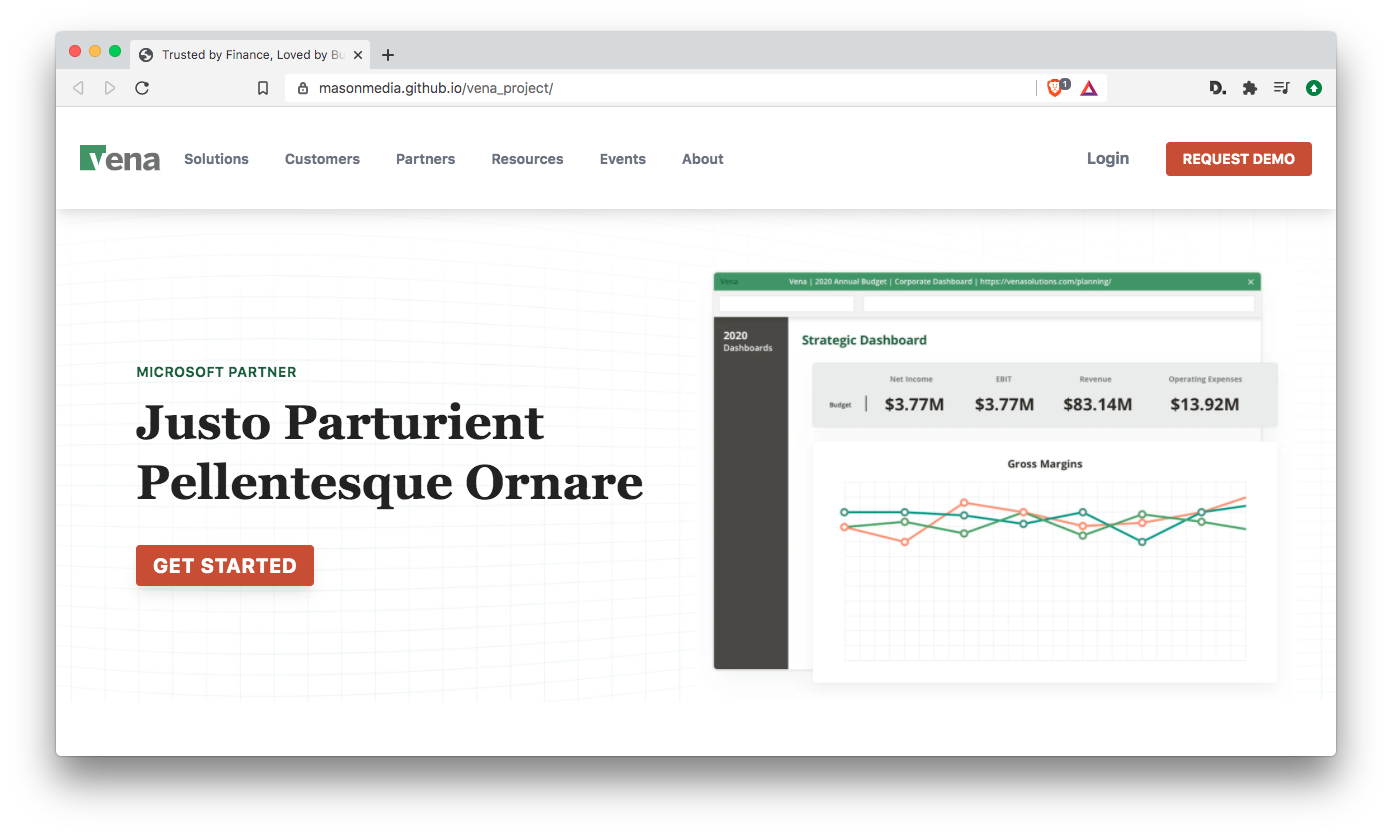 Trusted by Finance, Loved by Bu
masonmedia.github.io/vena_project/
1
D.
vena
Solutions
Customers
Partners
Resources
Events
About
Login
REQUEST DEMO
Vena
Vena | 2020 Annual Budget | Corporate Dashboard | https://venasolutions.com/planning/
2020
Dashboards
Strategic Dashboard
Net Income
EBIT
Revenue
Operating Expenses
Budget
$3.77M
$3.77M
$83.14M
$13.92M
Gross Margins
MICROSOFT PARTNER
Justo Parturient
Pellentesque Ornare
GET STARTED